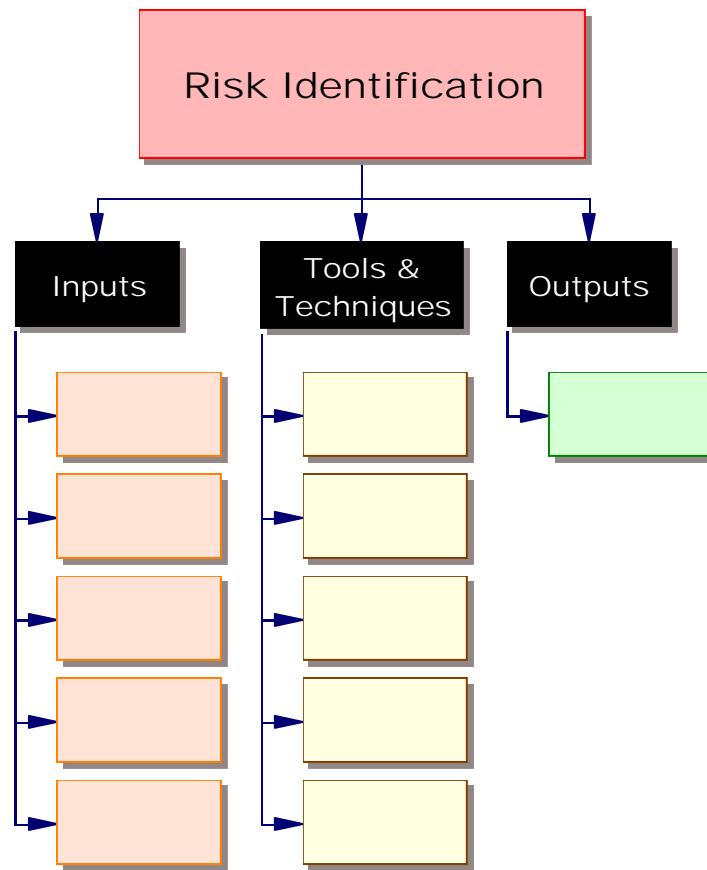 Risk Identification
Inputs
Tools &
Techniques
Outputs